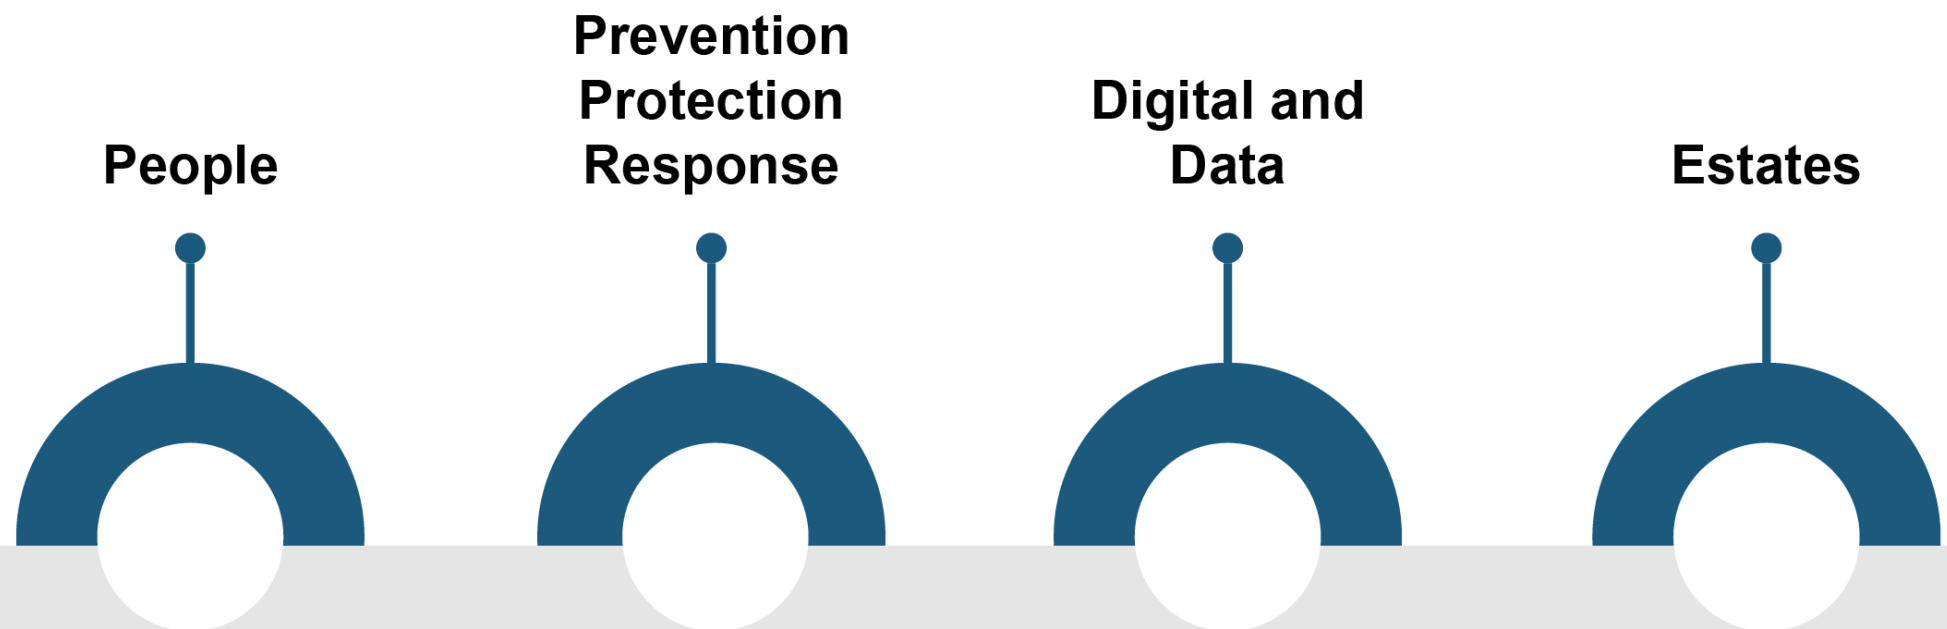 People
Prevention
Protection
Response
Digital and
Data
Estates